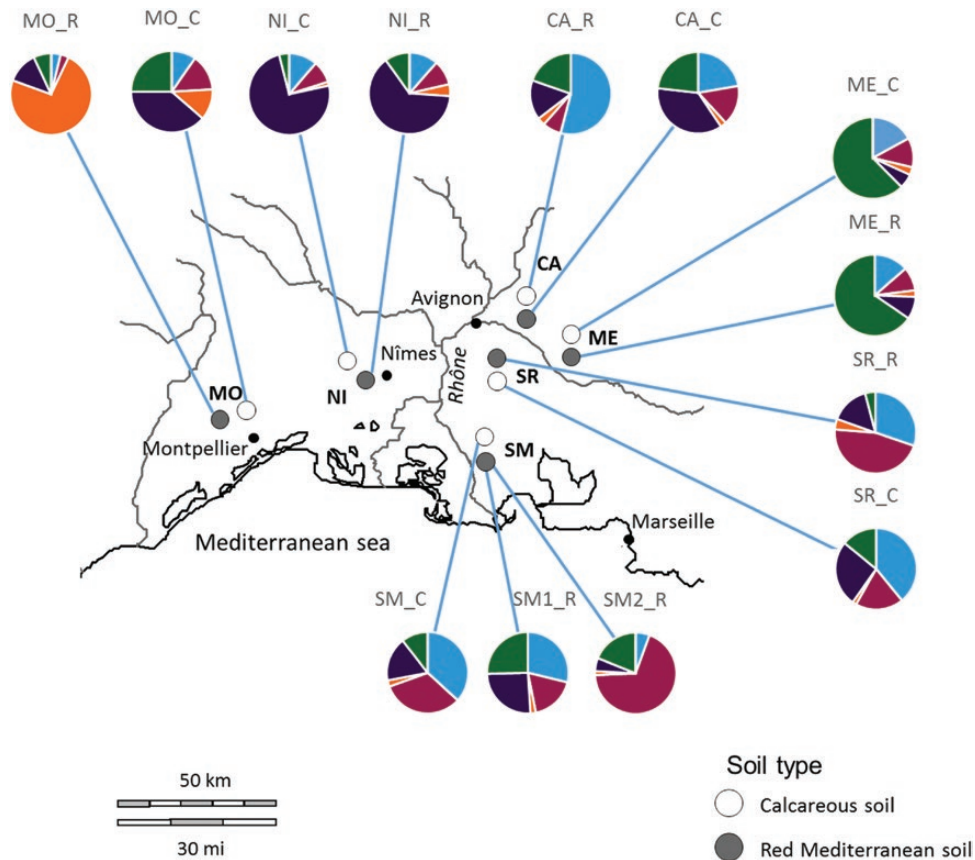 MO_R
MO_C
NI_C
NI_R
CA_R
CA_C
ME_C
ME_R
SR_R
SR_C
CA
Avignon
ME
Nîmes
Rhône
SR
NI
MO
Montpellier
SM
Marseille
Mediterranean sea
SM_C
SM1_R
SM2_R
50 km
30 mi
Soil type
Calcareous soil
Red Mediterranean soil